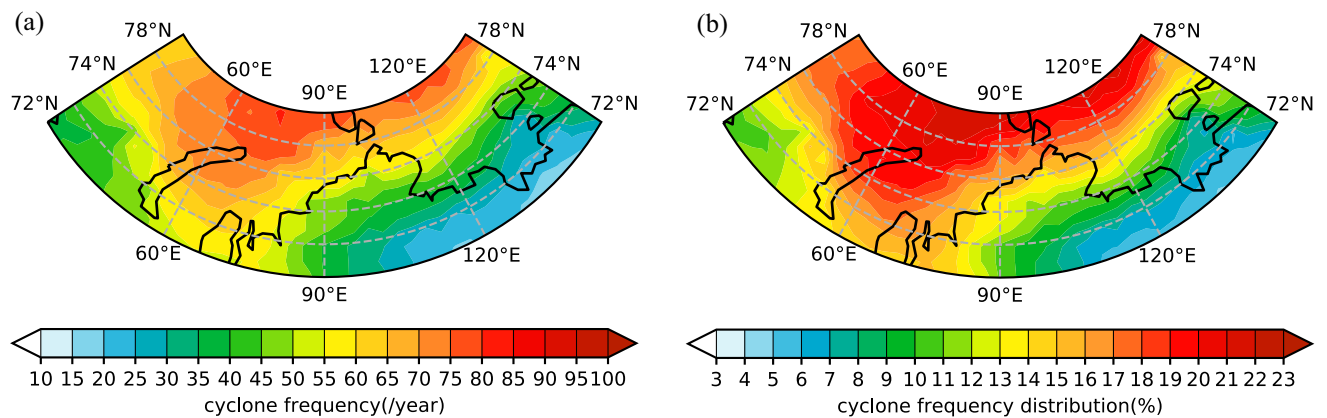 (a)
78°N
74°N
72°N
60°E
90°E
120°E
78°N
74°N
72°N
60°E
90°E
120°E
10 15 20 25 30 35 40 45 50 55 60 65 70 75 80 85 90 95 100
cyclone frequency(/year)
(b)
78°N
74°N
72°N
60°E
90°E
120°E
78°N
74°N
72°N
60°E
90°E
120°E
3 4 5 6 7 8 9 10 11 12 13 14 15 16 17 18 19 20 21 22 23
cyclone frequency distribution(%)